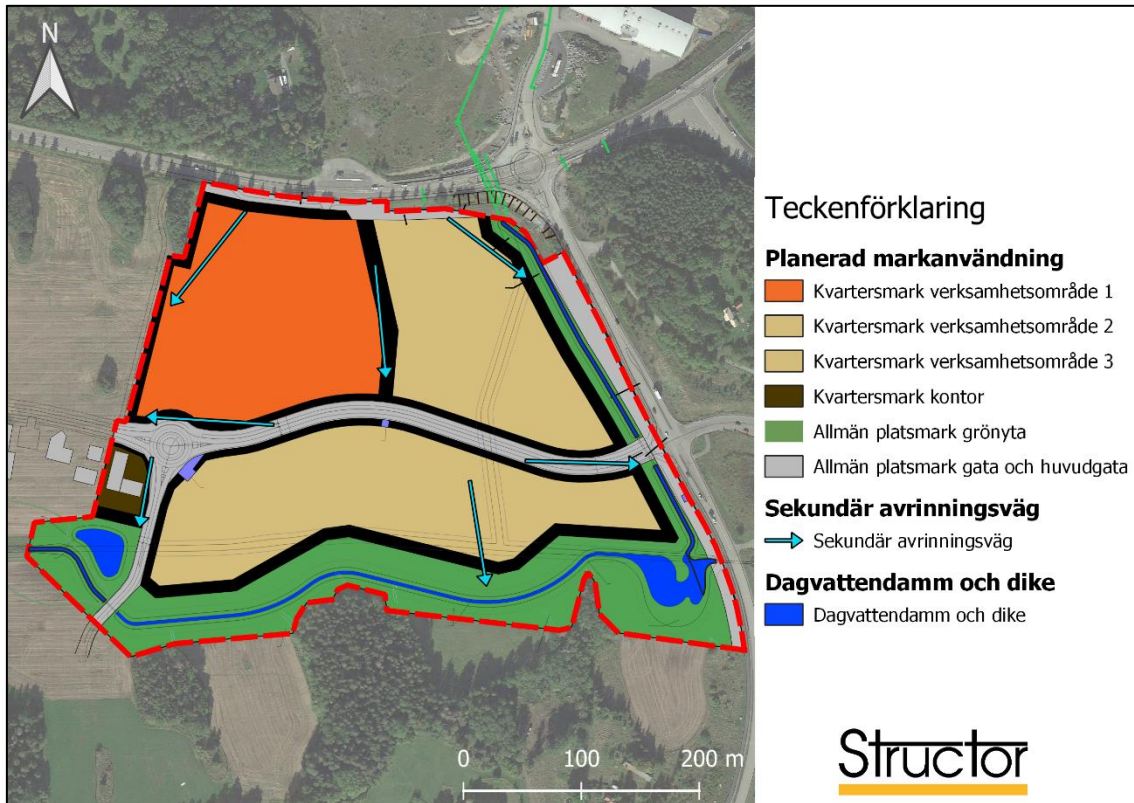 N
0 100 200 m
Teckenförklaring
Planerad markanvändning
Kvartersmark verksamhetsområde 1
Kvartersmark verksamhetsområde 2
Kvartersmark verksamhetsområde 3
Kvartersmark kontor
Allmän platsmark grönyta
Allmän platsmark gata och huvudgata
Sekundär avrinningsväg
Sekundär avrinningsväg
Dagvattendamm och dike
Dagvattendamm och dike
Structor